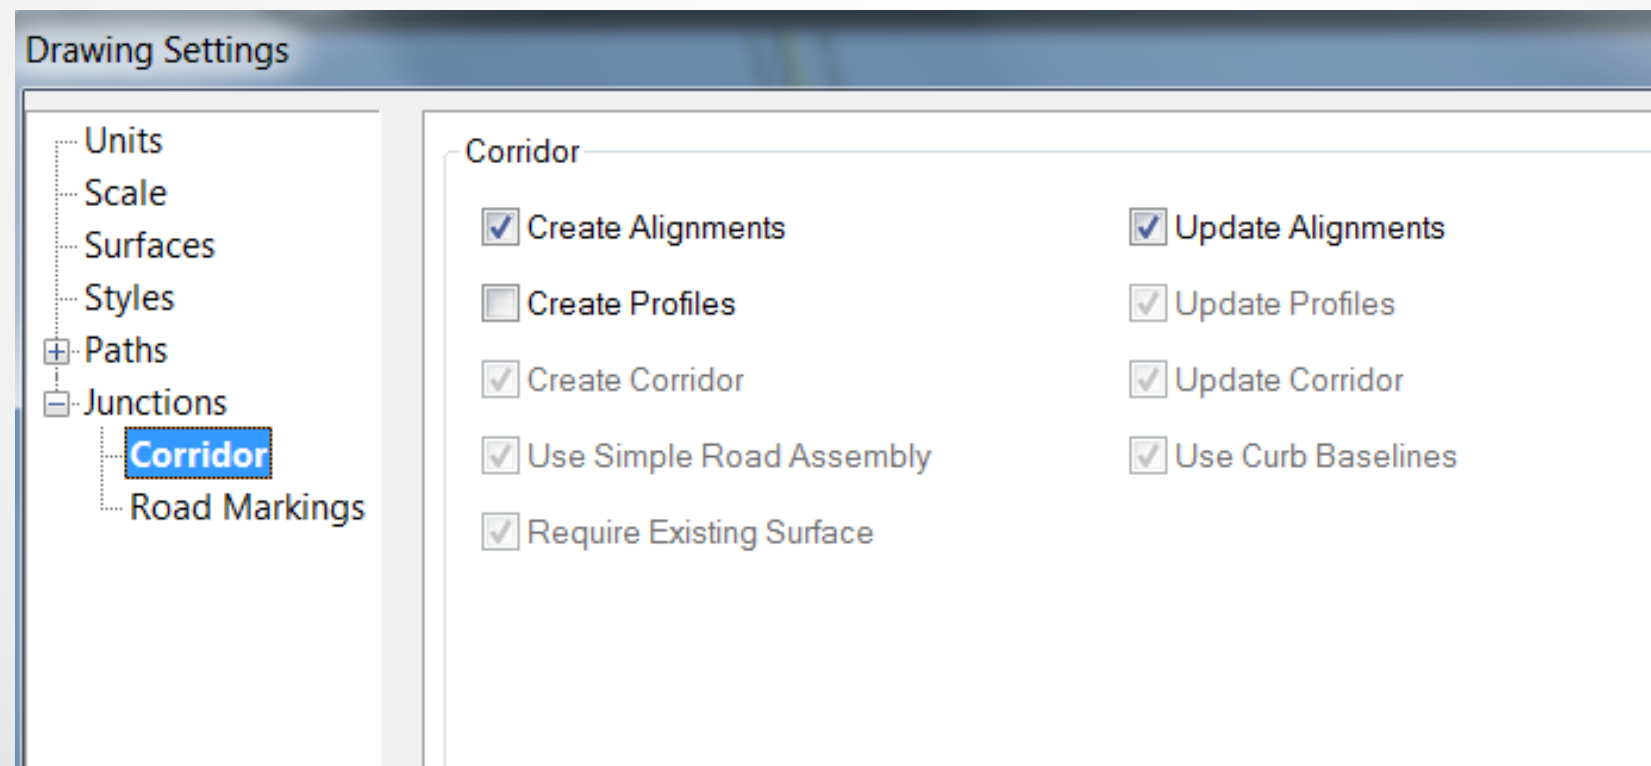 Drawing Settings
Units
Scale
Surfaces
Styles
Paths
Junctions
Corridor
Road Markings
Corridor
Create Alignments
Update Alignments
Create Profiles
Update Profiles
Create Corridor
Update Corridor
Use Simple Road Assembly
Use Curb Baselines
Require Existing Surface